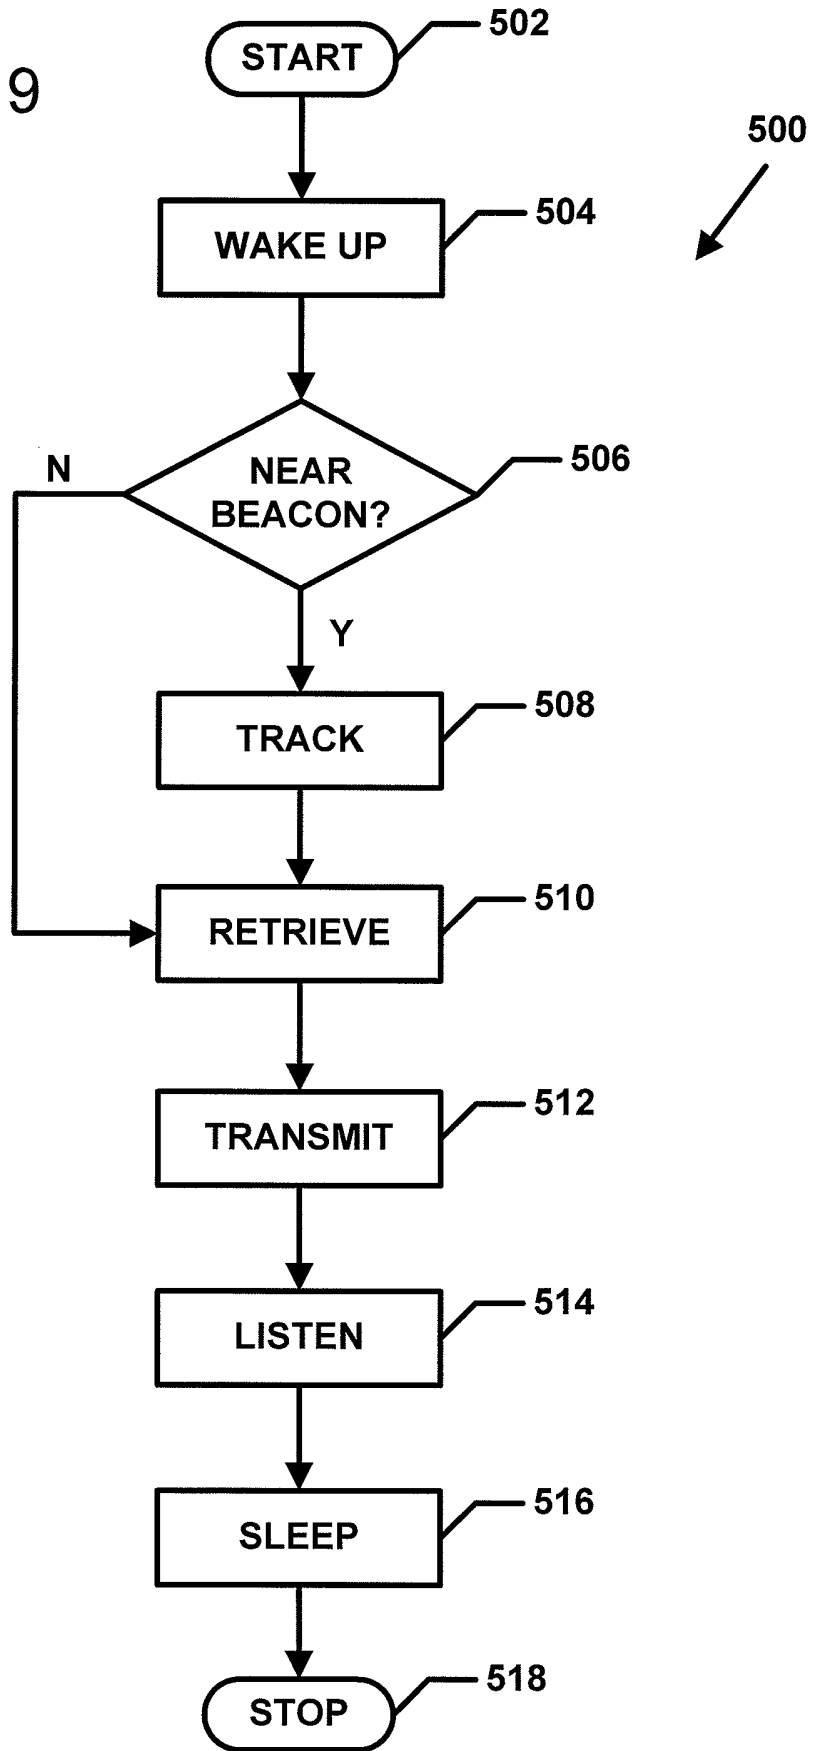 START
502
9
500
WAKE UP
504
N
NEAR
BEACON?
506
Y
TRACK
508
RETRIEVE
510
TRANSMIT
512
LISTEN
514
SLEEP
516
STOP
518